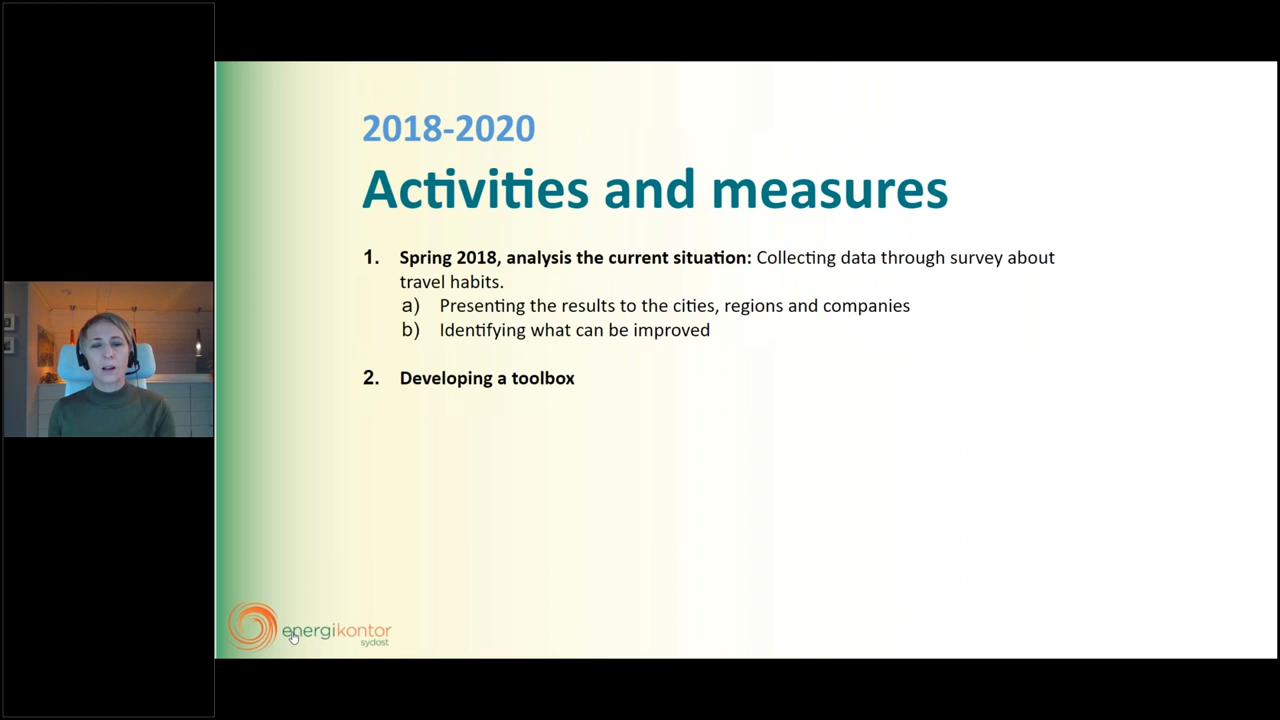 2018-2020
Activities and measures
1. Spring 2018, analysis the current situation: Collecting data through survey about
travel habits.
a) Presenting the results to the cities, regions and companies
b) Identifying what can be improved
2. Developing a toolbox
energikontor
sydost